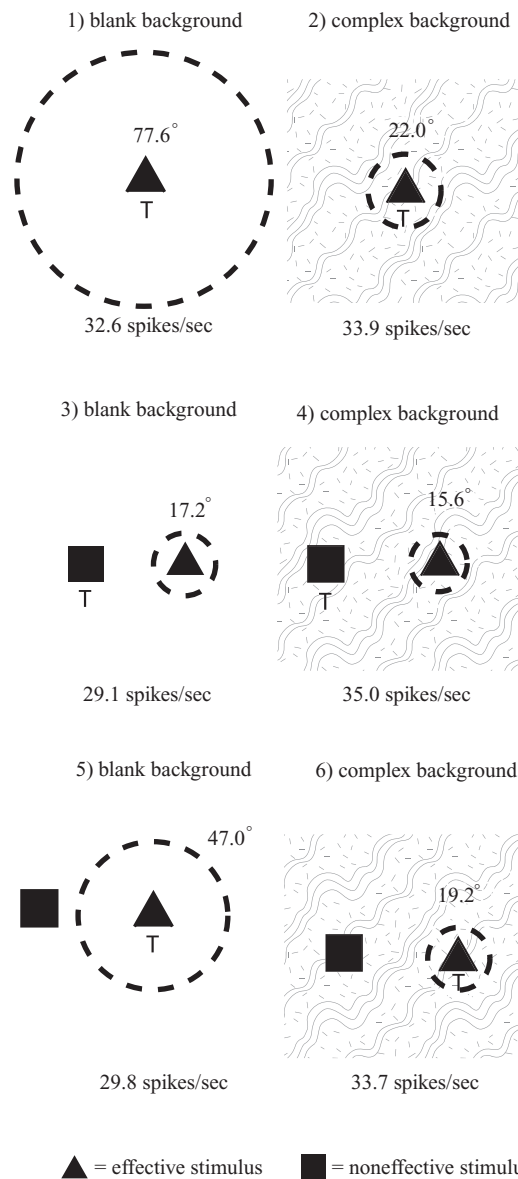 1) blank background
2) complex background
77.6°
22.0°
T
T
32.6 spikes/sec
33.9 spikes/sec
3) blank background
4) complex background
17.2°
15.6°
T
T
29.1 spikes/sec
35.0 spikes/sec
5) blank background
6) complex background
47.0°
19.2°
T
T
29.8 spikes/sec
33.7 spikes/sec
= effective stimulus
= noneffective stimulu